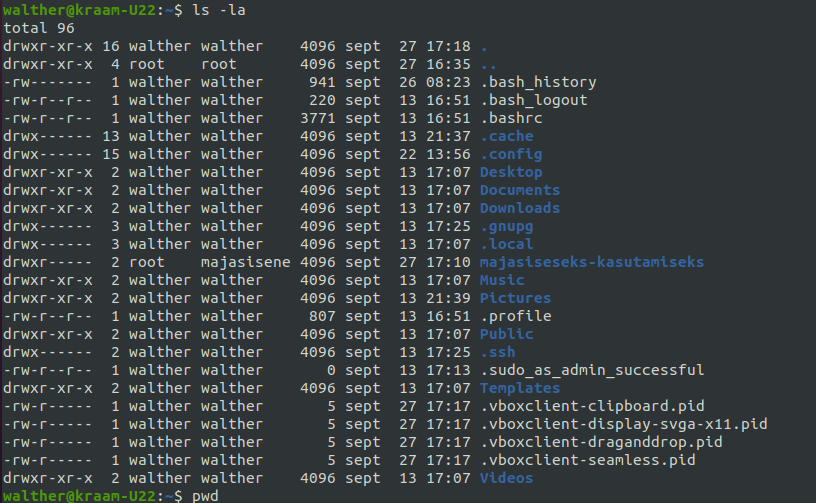 walther@kraam-U22:~$ ls -la
total 96
drwxr-xr-x 16 walther walther    4096 sept  27 17:18 .
drwxr-xr-x  4 root    root       4096 sept  27 16:35 ..
-rw-------  1 walther walther     941 sept  26 08:23 .bash_history
-rw-r--r--  1 walther walther     220 sept  13 16:51 .bash_logout
-rw-r--r--  1 walther walther    3771 sept  13 16:51 .bashrc
drwx------ 13 walther walther    4096 sept  13 21:37 .cache
drwx------ 15 walther walther    4096 sept  22 13:56 .config
drwxr-xr-x  2 walther walther    4096 sept  13 17:07 Desktop
drwxr-xr-x  2 walther walther    4096 sept  13 17:07 Documents
drwxr-xr-x  2 walther walther    4096 sept  13 17:07 Downloads
drwx------  3 walther walther    4096 sept  13 17:25 .gnupg
drwx------  3 walther walther    4096 sept  13 17:07 .local
drwxr-----  2 root    majasisene 4096 sept  27 17:10 majasiseseks-kasutamiseks
drwxr-xr-x  2 walther walther    4096 sept  13 17:07 Music
drwxr-xr-x  2 walther walther    4096 sept  13 21:39 Pictures
-rw-r--r--  1 walther walther     807 sept  13 16:51 .profile
drwxr-xr-x  2 walther walther    4096 sept  13 17:07 Public
drwx------  2 walther walther    4096 sept  13 17:25 .ssh
-rw-r--r--  1 walther walther       0 sept  13 17:13 .sudo_as_admin_successful
drwxr-xr-x  2 walther walther    4096 sept  13 17:07 Templates
-rw-r-----  1 walther walther       5 sept  27 17:17 .vboxclient-clipboard.pid
-rw-r-----  1 walther walther       5 sept  27 17:17 .vboxclient-display-svga-x11.pid
-rw-r-----  1 walther walther       5 sept  27 17:17 .vboxclient-draganddrop.pid
-rw-r-----  1 walther walther       5 sept  27 17:17 .vboxclient-seamless.pid
drwxr-xr-x  2 walther walther    4096 sept  13 17:07 Videos
walther@kraam-U22:~$ pwd